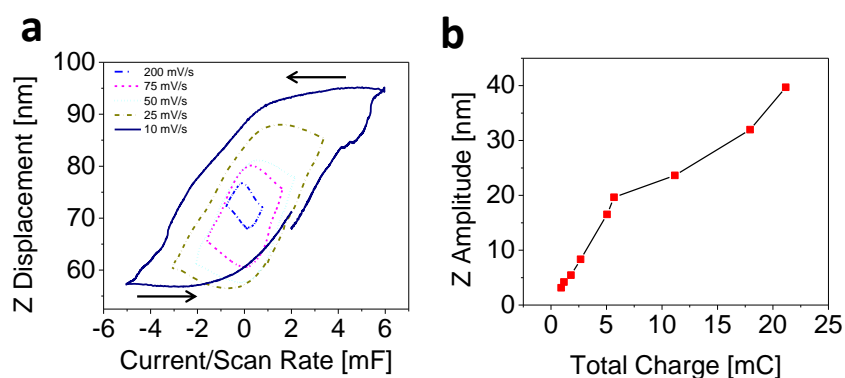 a
Z Displacement [nm]
100
90
80
70
60
200 mV/s
75 mV/s
50 mV/s
25 mV/s
10 mV/s
-6 -4 -2 0 2 4 6
Current/Scan Rate [mF]
b
Z Amplitude [nm]
40
30
20
10
0
0 5 10 15 20 25
Total Charge [mC]